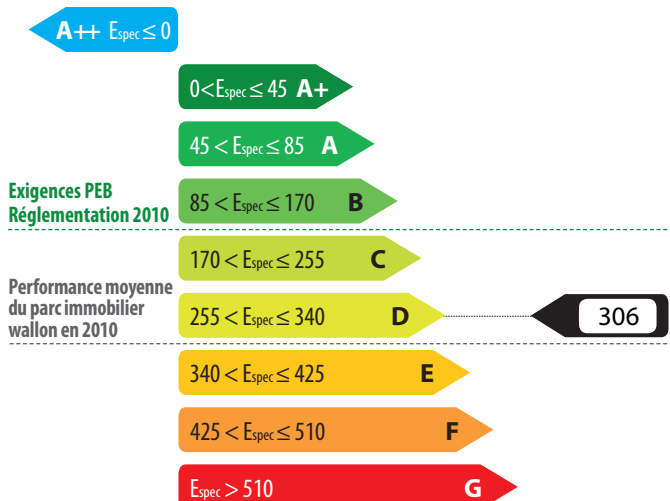 A++ Espec ≤ 0
0<Espec ≤ 45 A+
45 < Espec ≤ 85 A
Exigences PEB
Réglementation 2010
85 < Espec ≤ 170 B
170 < Espec ≤ 255 C
Performance moyenne
du parc immobilier
wallon en 2010
255 < Espec ≤ 340 D
306
340 < Espec ≤ 425 E
425 < Espec ≤ 510 F
Espec > 510 G